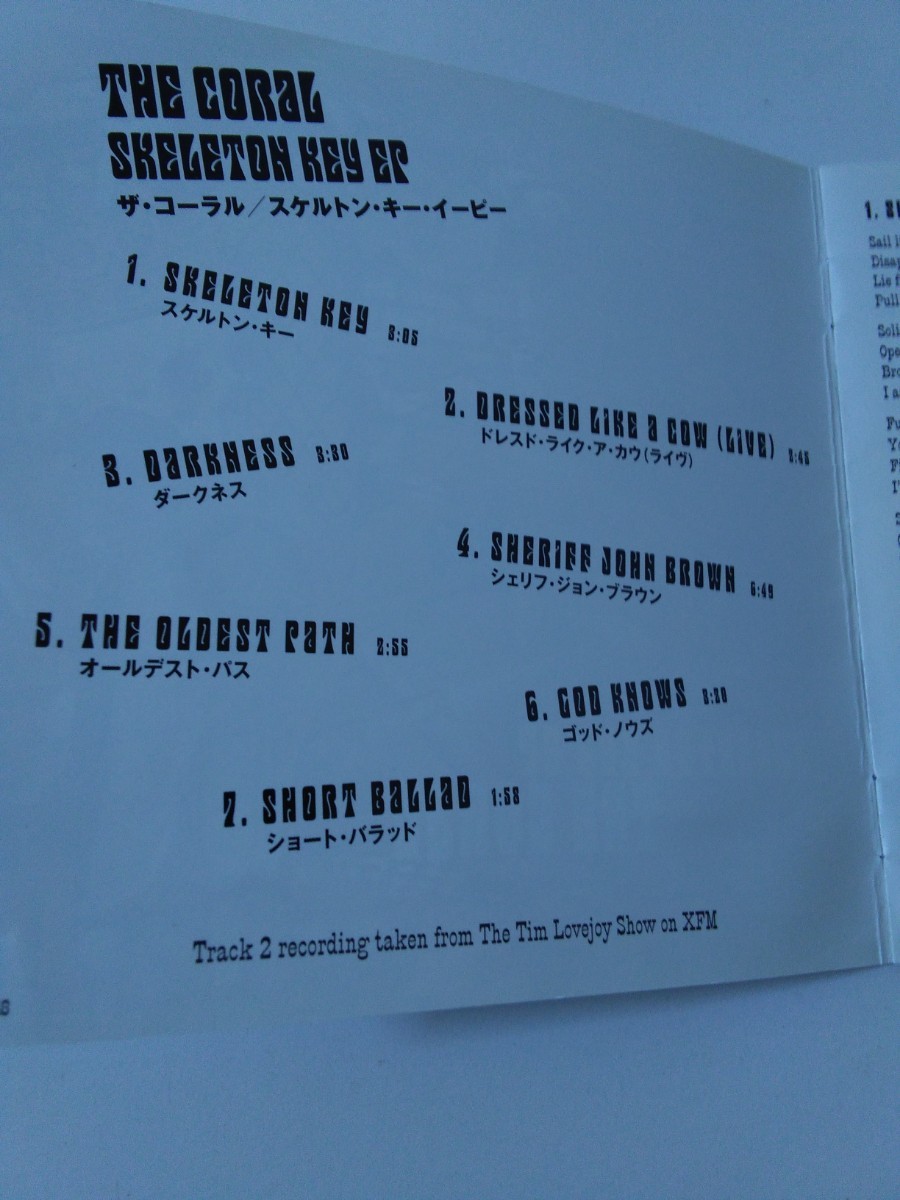 THE CORAL
SKELETON KEY EP
ザ・コーラル／スケルトン・キー・イーピー
1. SKELETON KEY 3:05
スケルトン・キー
2. DRESSED LIKE A COW (LIVE)
ドレスド・ライク・ア・カウ(ライヴ)
3. DARKNESS 3:30
ダークネス
4. SHERIFF JOHN BROWN 6:49
シェリフ・ジョン・ブラウン
5. THE OLDEST PATH 2:55
オールデスト・パス
6. GOD KNOWS
ゴッド・ノウズ
7. SHORT BALLAD 1:58
ショート・バラッド
Track 2 recording taken from The Tim Lovejoy Show on XFM
1.
Sail
Lie
Pull
I